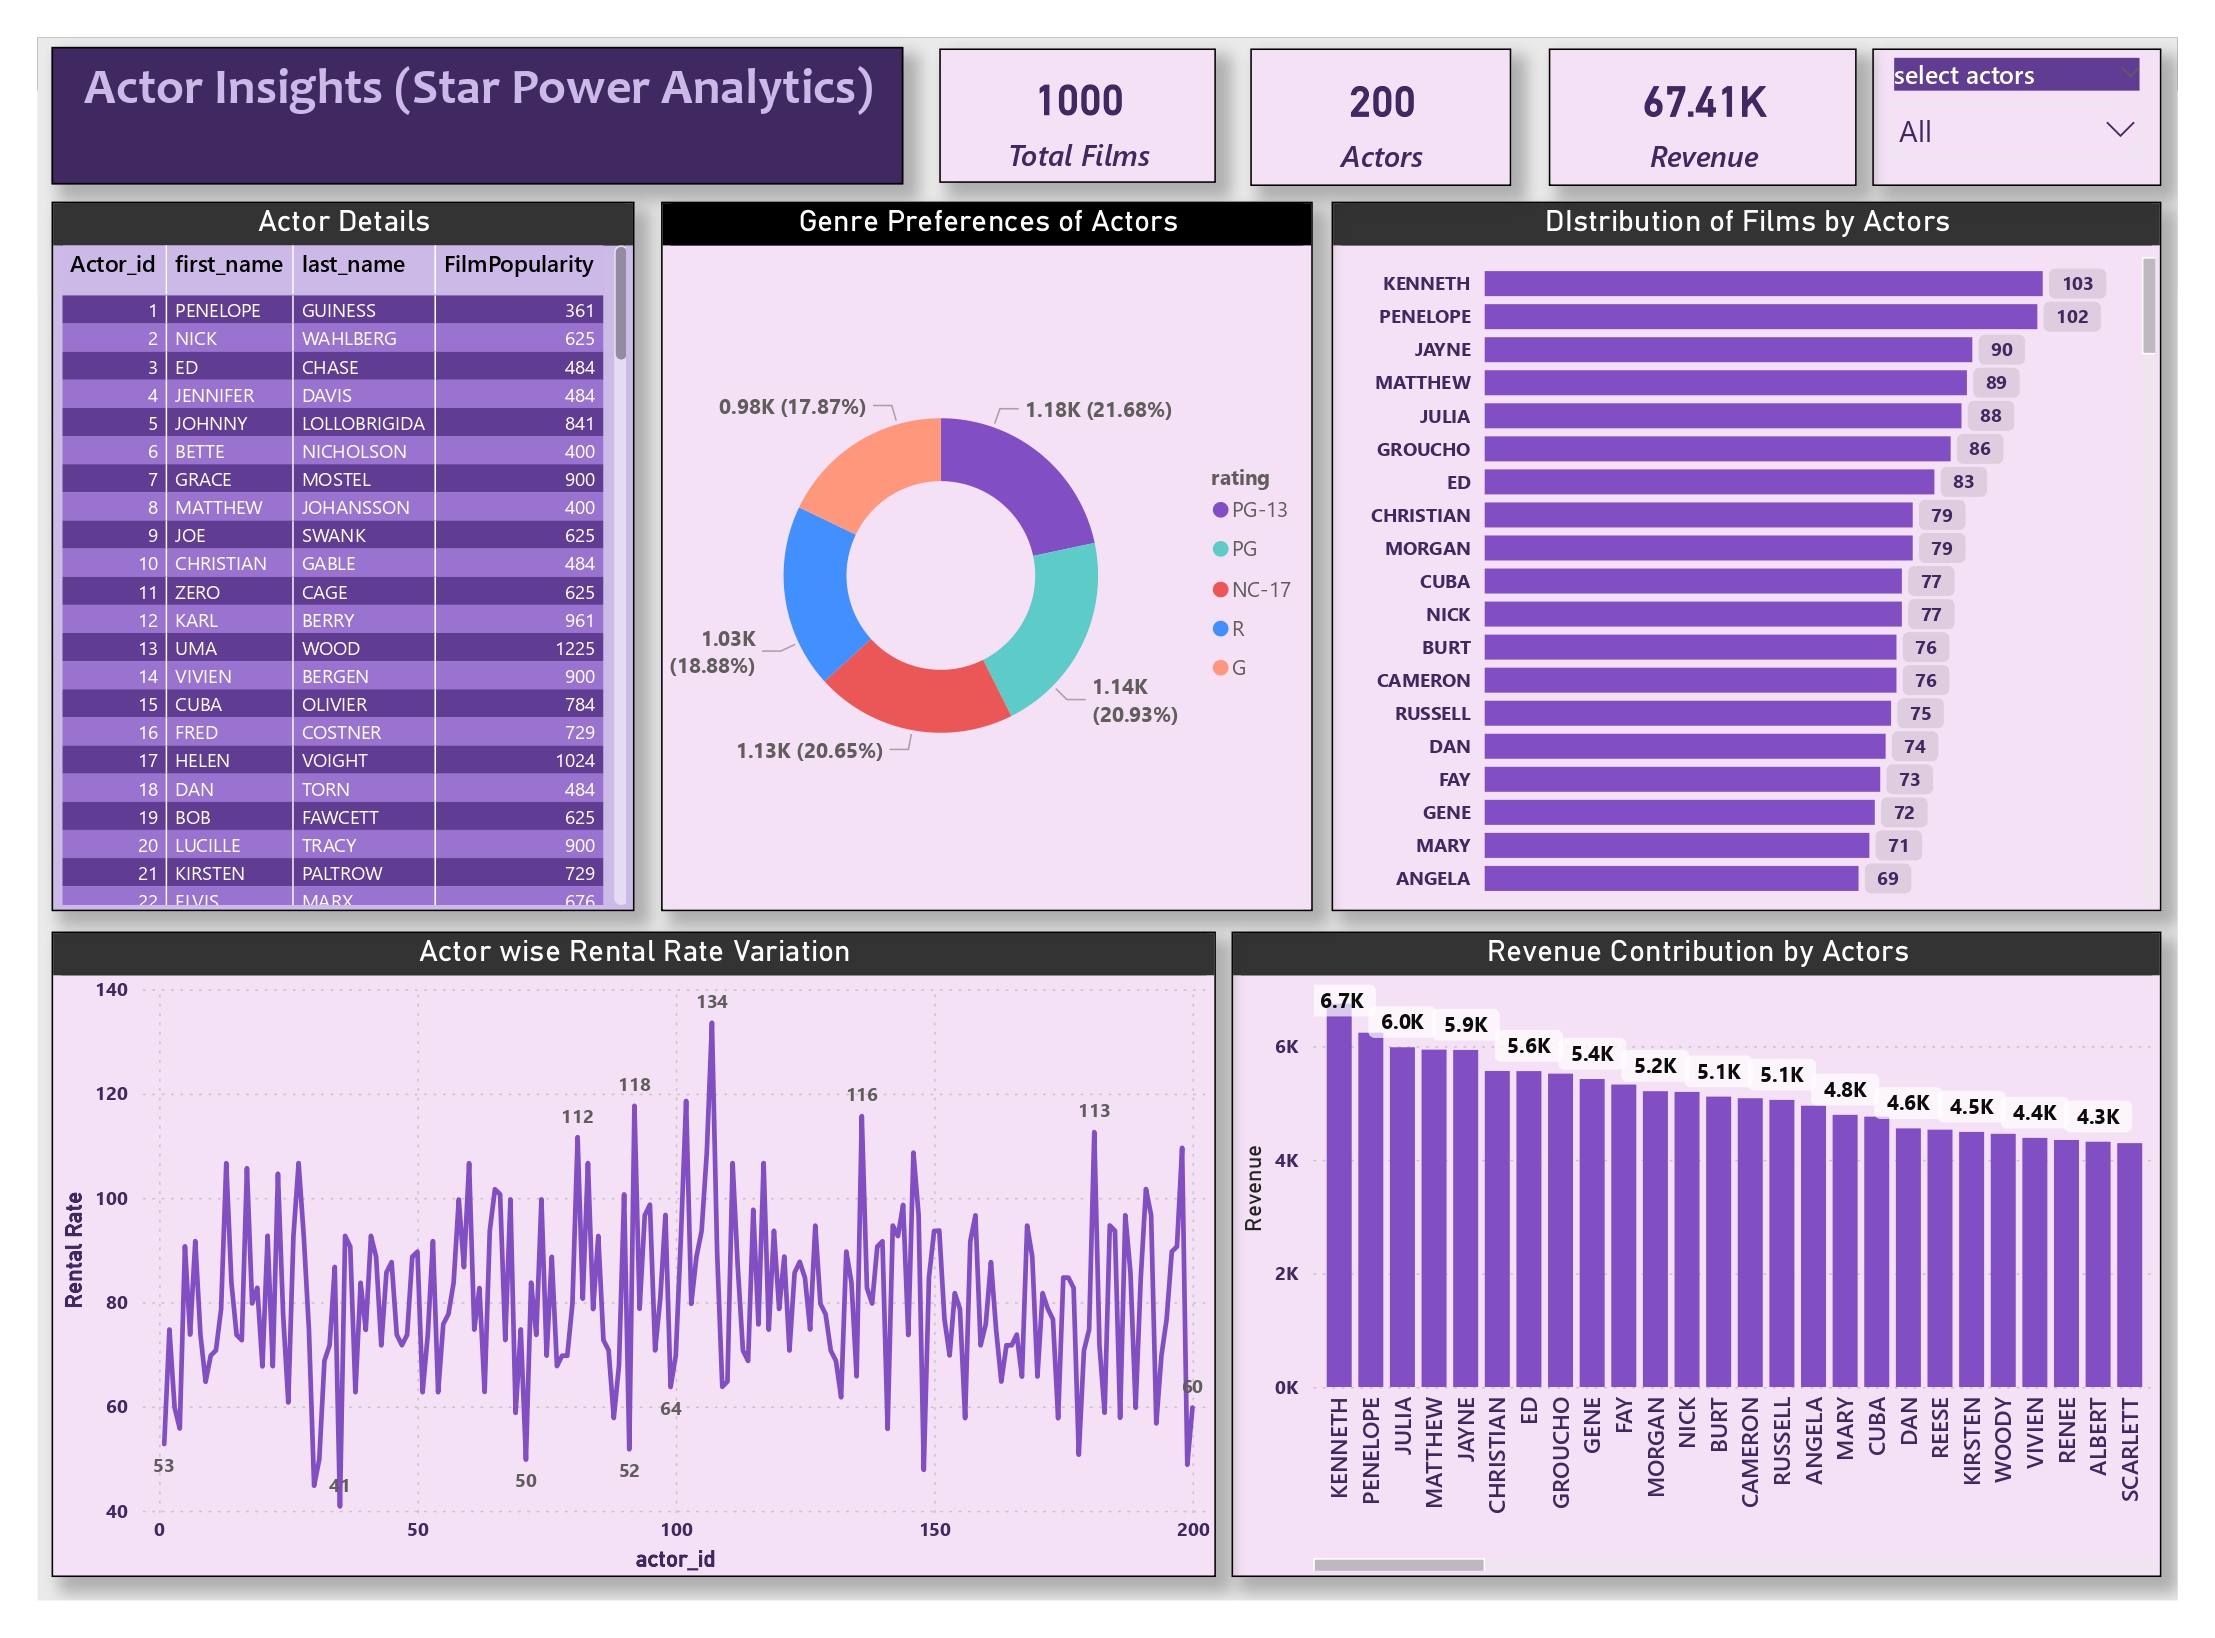 Actor Insights (Star Power Analytics)
1000
Total Films
200
Actors
67.41K
Revenue
select actors
All
Actor Details
Actor_id first_name last_name FilmPopularity
1 PENELOPE GUINESS 361
2 NICK WAHLBERG 625
3 ED CHASE 484
4 JENNIFER DAVIS 484
5 JOHNNY LOLLOBRIGIDA 841
6 BETTE NICHOLSON 400
7 GRACE MOSTEL 900
8 MATTHEW JOHANSSON 400
9 JOE SWANK 625
10 CHRISTIAN GABLE 484
11 ZERO CAGE 625
12 KARL BERRY 961
13 UMA WOOD 1225
14 VIVIEN BERGEN 900
15 CUBA OLIVIER 784
16 FRED COSTNER 729
17 HELEN VOIGHT 1024
18 DAN TORN 484
19 BOB FAWCETT 625
20 LUCILLE TRACY 900
21 KIRSTEN PALTROW 729
22 ELVIS MARX 676
Genre Preferences of Actors
0.98K (17.87%)
1.18K (21.68%)
1.03K
(18.88%)
1.14K
(20.93%)
1.13K (20.65%)
rating
PG-13
PG
NC-17
R
G
DIstribution of Films by Actors
KENNETH 103
PENELOPE 102
JAYNE 90
MATTHEW 89
JULIA 88
GROUCHO 86
ED 83
CHRISTIAN 79
MORGAN 79
CUBA 77
NICK 77
BURT 76
CAMERON 76
RUSSELL 75
DAN 74
FAY 73
GENE 72
MARY 71
ANGELA 69
Actor wise Rental Rate Variation
Rental Rate
140
120
100
80
60
40
134
118
112
116
113
53
41
50
52
64
60
0 50 100 150 200
actor_id
Revenue Contribution by Actors
Revenue
6K
4K
2K
0K
6.7K
6.0K
5.9K
5.6K
5.4K
5.2K
5.1K
5.1K
4.8K
4.6K
4.5K
4.4K
4.3K
KENNETH
PENELOPE
JULIA
MATTHEW
JAYNE
CHRISTIAN
ED
GROUCHO
GENE
FAY
MORGAN
NICK
BURT
CAMERON
RUSSELL
ANGELA
MARY
CUBA
DAN
REESE
KIRSTEN
WOODY
VIVIEN
RENEE
ALBERT
SCARLETT